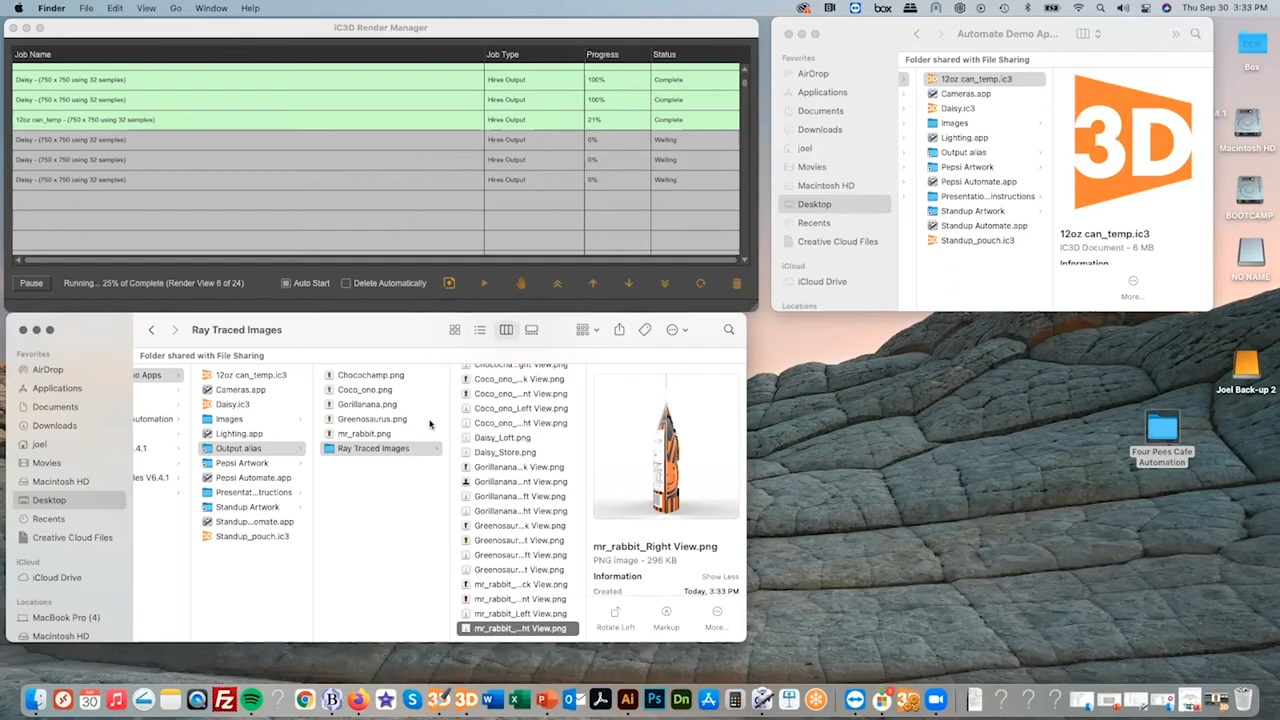 Finder File Edit View Go Window Help
box
Thu Sep 30 3:33 PM
iC3D Render Manager
Job Name Job Type Progress Status
Daisy - (750 x 750 using 32 samples) Hires Output 100% Complete
Daisy - (750 x 750 using 32 samples) Hires Output 100% Complete
12oz can_temp - (750 x 750 using 32 samples) Hires Output 21% Complete
Daisy - (750 x 750 using 32 samples) Hires Output 0% Waiting
Daisy - (750 x 750 using 32 samples) Hires Output 0% Waiting
Daisy - (750 x 750 using 32 samples) Hires Output 0% Waiting
Pause Running... 25% of Complete (Render View 6 of 24) Auto Start Delete Automatically
Automate Demo Ap...
Folder shared with File Sharing
Favorites
AirDrop
Applications
Documents
Downloads
joel
Movies
Macintosh HD
Desktop
Recents
Creative Cloud Files
iCloud
iCloud Drive
Locations
12oz can_temp.ic3
Cameras.app
Daisy.ic3
Images
Lighting.app
Output alias
Pepsi Artwork
Pepsi Automate.app
Presentatio...instructions
Standup Artwork
Standup Automate.app
Standup_pouch.ic3
3D
12oz can_temp.ic3
IC3D Document - 6 MB
Information
More...
Box
4.1
Macintosh HD
BOOTCAMP
NO NAME
Joel Back-up 2
Four Pees Cafe
Automation
Ray Traced Images
Folder shared with File Sharing
Favorites
AirDrop
Applications
Documents
Downloads
joel
Movies
Macintosh HD
Desktop
Recents
Creative Cloud Files
iCloud
iCloud Drive
Locations
MacBook Pro (4)
Macintosh HD
o Apps
utomation
.4.1
les V6.4.1
12oz can_temp.ic3
Cameras.app
Daisy.ic3
Images
Lighting.app
Output alias
Pepsi Artwork
Pepsi Automate.app
Presentat...tructions
Standup Artwork
Standup...omate.app
Standup_pouch.ic3
Chocochamp.png
Coco_ono.png
Gorillanana.png
Greenosaurus.png
mr_rabbit.png
Ray Traced Images
Coco_ono_...k View.png
Coco_ono_...nt View.png
Coco_ono_Left View.png
Coco_ono_...ht View.png
Daisy_Loft.png
Daisy_Store.png
Gorillanana...k View.png
Gorillanan...nt View.png
Gorillanan...ft View.png
Gorillanan...ht View.png
Greenosaur...k View.png
Greenosaur...t View.png
Greenosaur...ft View.png
Greenosaur...t View.png
mr_rabbit_...ck View.png
mr_rabbit_...nt View.png
mr_rabbit_Left View.png
mr_rabbit_...ht View.png
mr_rabbit_Right View.png
PNG image - 296 KB
Information Show Less
Created Today, 3:33 PM
Rotate Left Markup More...